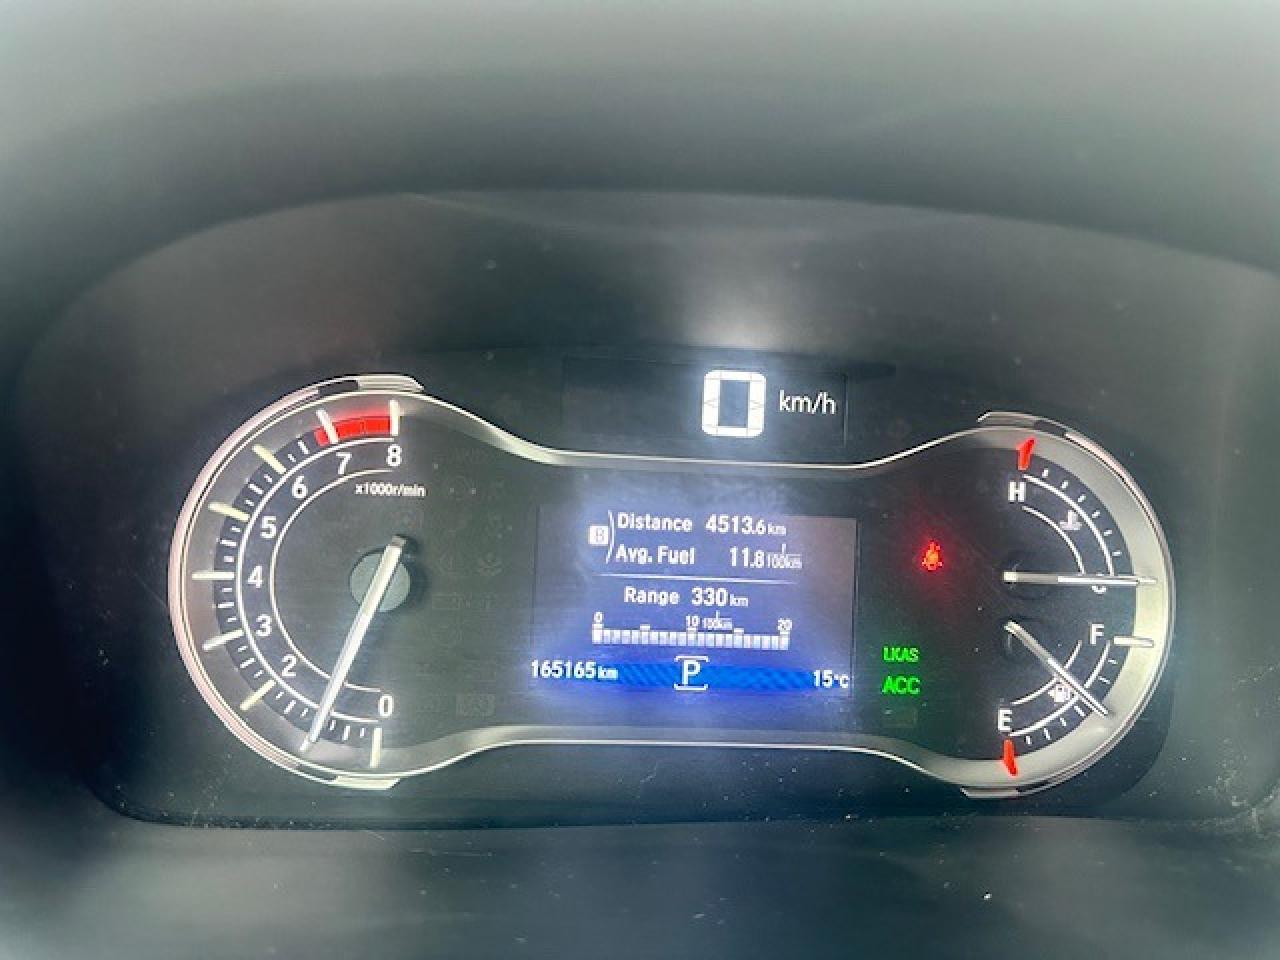 0 km/h
8
7
x1000r/min
6
5
4
3
2
0
B
Distance 4513.6 km
Avg. Fuel 11.8 l/100km
Range 330 km
0 10 l/100km 20
165165 km P 15°C
LKAS
ACC
H
C
F
E